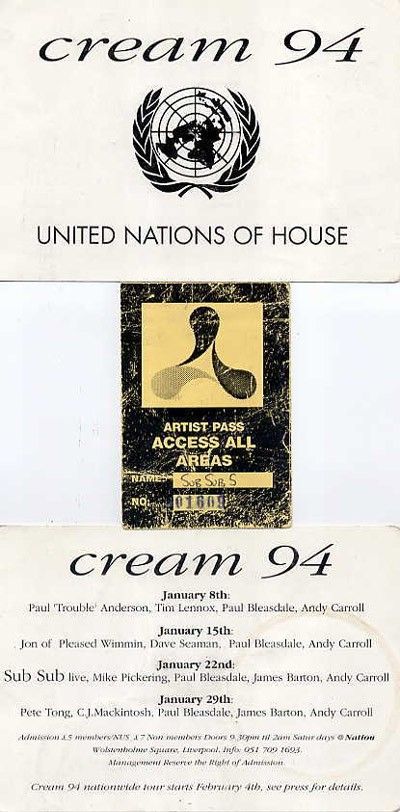 cream 94
UNITED NATIONS OF HOUSE
ARTIST PASS
ACCESS ALL
AREAS
NAME: SUB SUB S
NO: 01609
cream 94
January 8th:
Paul 'Trouble' Anderson, Tim Lennox, Paul Bleasdale, Andy Carroll
January 15th:
Jon of Pleased Wimmin, Dave Seaman, Paul Bleasdale, Andy Carroll
January 22nd:
Sub Sub live, Mike Pickering, Paul Bleasdale, James Barton, Andy Carroll
January 29th:
Pete Tong, C.J.Mackintosh, Paul Bleasdale, James Barton, Andy Carroll
Admission £5 members/NUS £7 Non members Doors 9.30pm til 2am Saturdays @ Nation
Wolstenholme Square, Liverpool. Info: 051 709 1693.
Management Reserve the Right of Admission.
Cream 94 nationwide tour starts February 4th, see press for details.